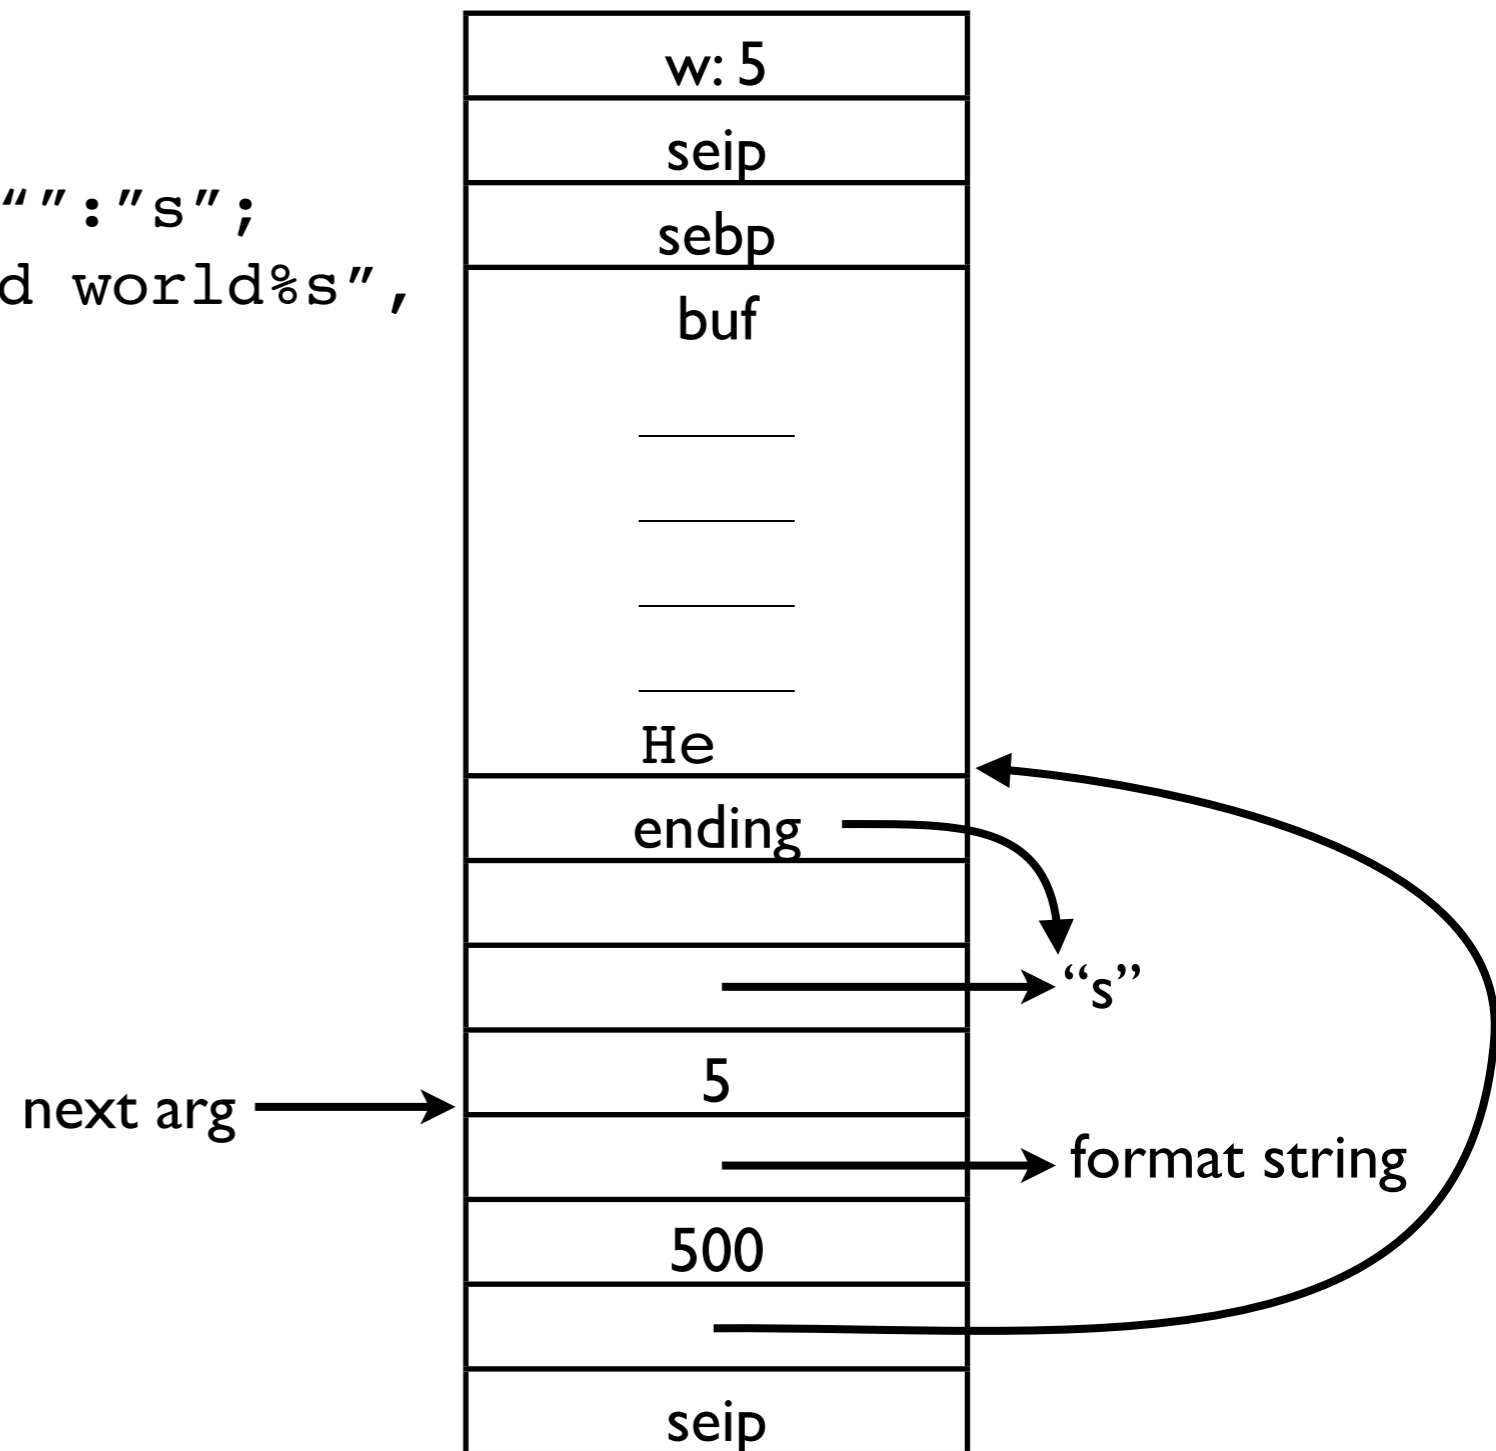 w: 5
seip
“”:”s”;
sebp
d world%s”,
buf
He
ending
“s”
5
next arg
format string
500
seip